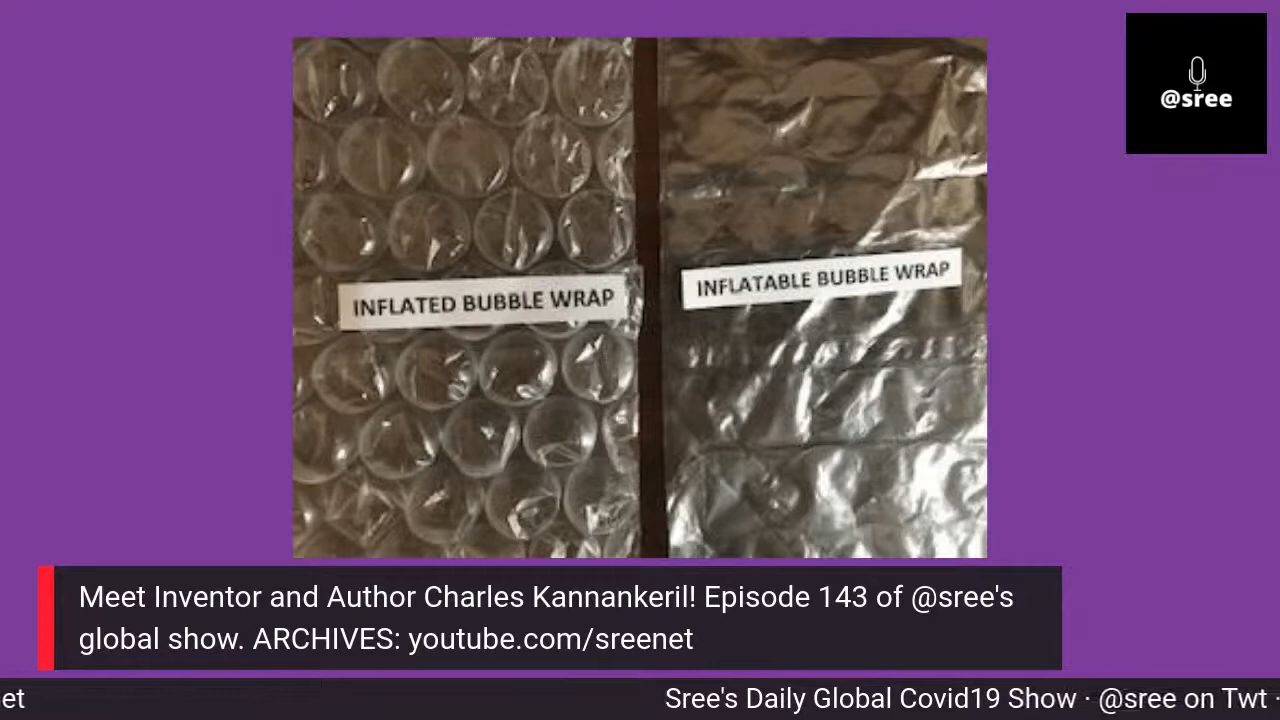 @sree
INFLATED BUBBLE WRAP
INFLATABLE BUBBLE WRAP
Meet Inventor and Author Charles Kannankeril! Episode 143 of @sree's
global show. ARCHIVES: youtube.com/sreenet
et
Sree's Daily Global Covid19 Show · @sree on Twt ·